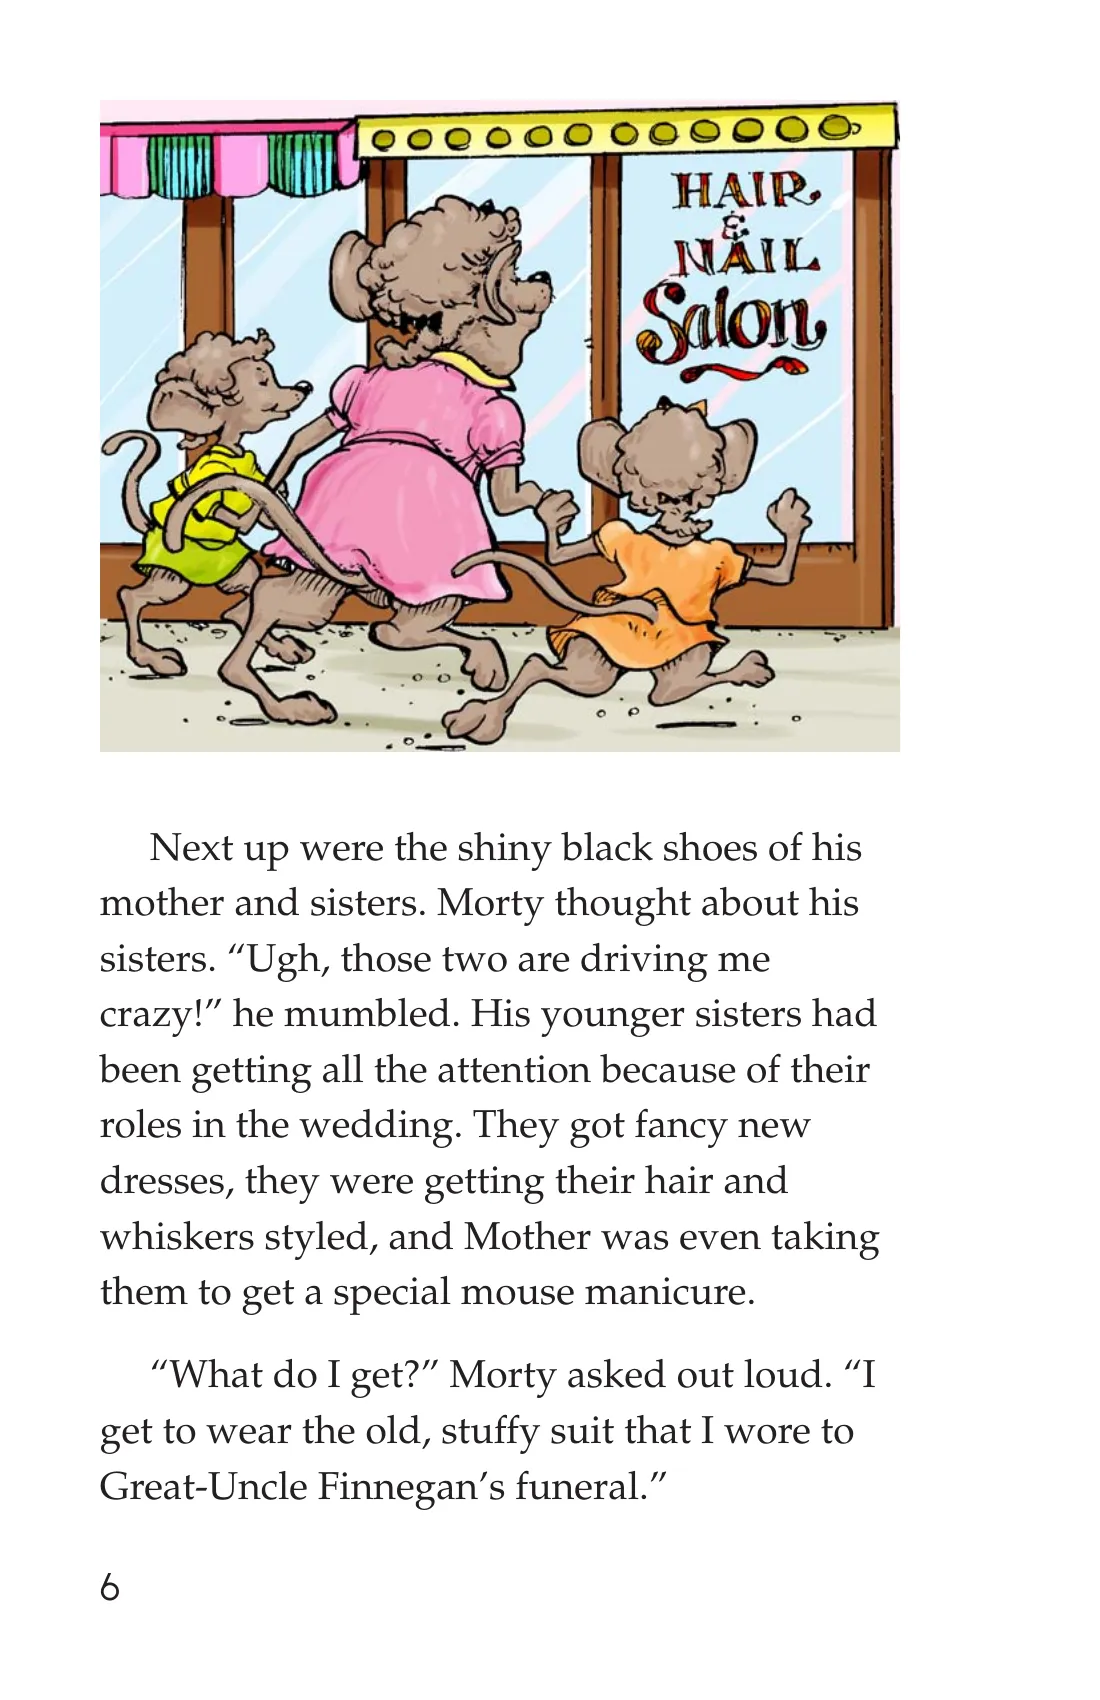 HAIR
&
NAIL
Salon
Next up were the shiny black shoes of his
mother and sisters. Morty thought about his
sisters. “Ugh, those two are driving me
crazy!” he mumbled. His younger sisters had
been getting all the attention because of their
roles in the wedding. They got fancy new
dresses, they were getting their hair and
whiskers styled, and Mother was even taking
them to get a special mouse manicure.
“What do I get?” Morty asked out loud. “I
get to wear the old, stuffy suit that I wore to
Great-Uncle Finnegan’s funeral.”
6